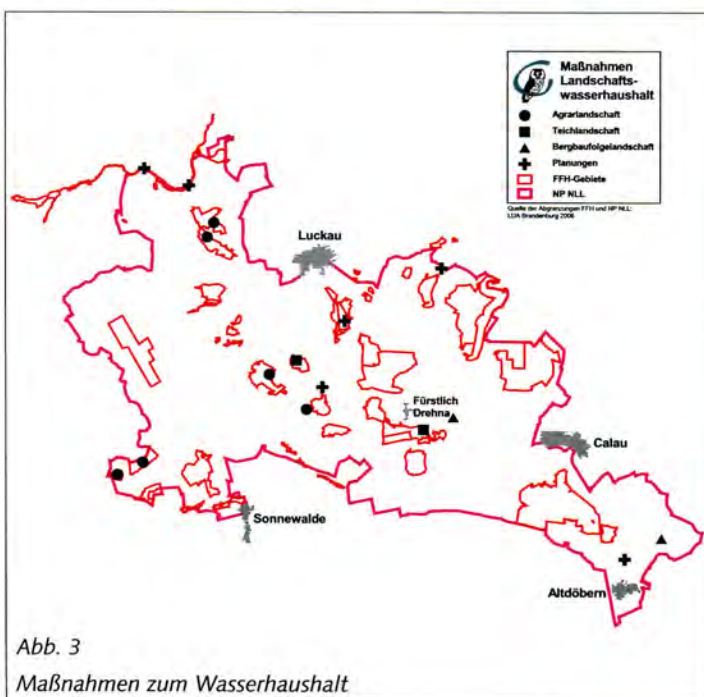 Maßnahmen
Landschafts-
wasserhaushalt
Agrarlandschaft
Teichlandschaft
Bergbaufolgelandschaft
Planungen
FFH-Gebiete
NP NLL
Quelle der Abgrenzungen FFH und NP NLL:
LUA Brandenburg 2006
Luckau
Fürstlich
Drehna
Calau
Sonnewalde
Altdöbern
Abb. 3
Maßnahmen zum Wasserhaushalt